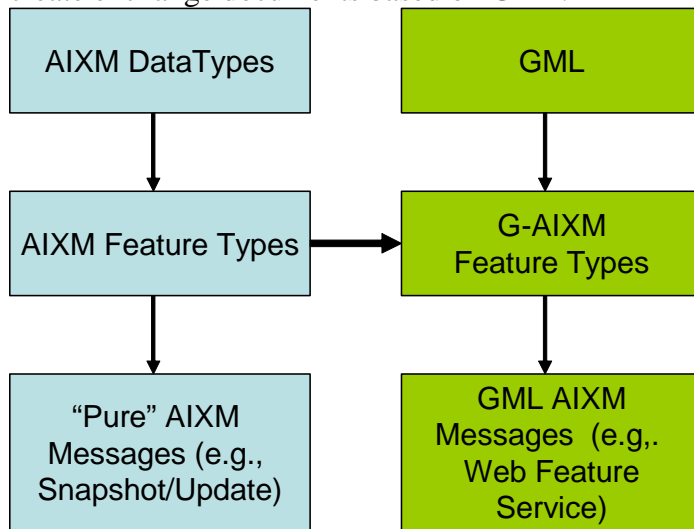 AIXM DataTypes
GML
AIXM Feature Types
G-AIXM
Feature Types
“Pure” AIXM
Messages (e.g.,
Snapshot/Update)
GML AIXM
Messages  (e.g,.
Web Feature
Service)